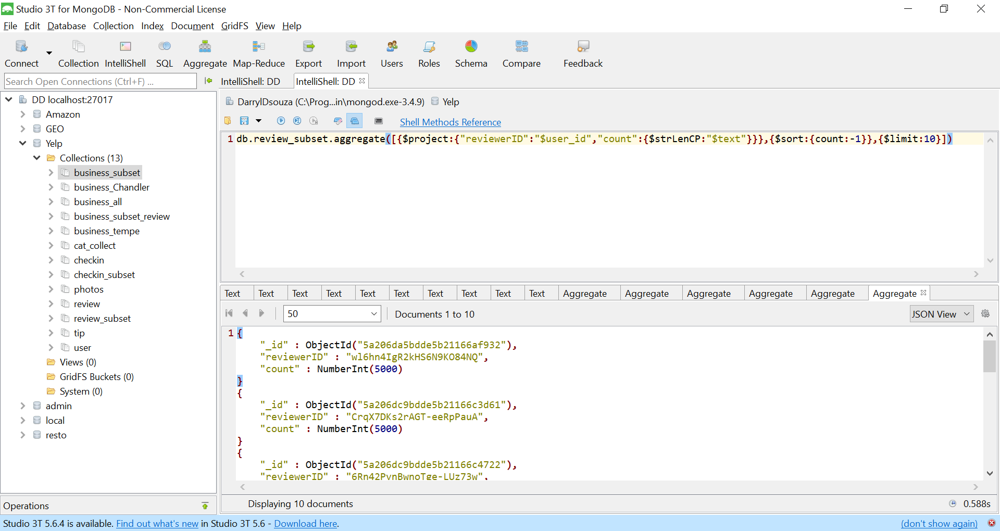 Studio 3T for MongoDB - Non-Commercial License
File Edit Database Collection Index Document GridFS View Help
Connect Collection IntelliShell SQL Aggregate Map-Reduce Export Import Users Roles Schema Compare Feedback
Search Open Connections (Ctrl+F) ...
IntelliShell: DD IntelliShell: DD
DD localhost:27017
Amazon
GEO
Yelp
Collections (13)
business_subset
business_Chandler
business_all
business_subset_review
business_tempe
cat_collect
checkin
checkin_subset
photos
review
review_subset
tip
user
Views (0)
GridFS Buckets (0)
System (0)
admin
local
resto
Operations
DarrylDsouza (C:\Prog...in\mongod.exe-3.4.9) Yelp
Shell Methods Reference
1 db.review_subset.aggregate([{$project:{"reviewerID":"$user_id","count":{$strLenCP:"$text"}}},{$sort:{count:-1}},{$limit:10}])
Text Text Text Text Text Text Text Text Text Text Aggregate Aggregate Aggregate Aggregate Aggregate Aggregate
50 Documents 1 to 10 JSON View
1 {
"_id" : ObjectId("5a206da5bdde5b21166af932"),
"reviewerID" : "wl6hn4IgR2kHS6N9KO84NQ",
"count" : NumberInt(5000)
}
{
"_id" : ObjectId("5a206dc9bdde5b21166c3d61"),
"reviewerID" : "CrqX7DKs2rAGT-eeRpPauA",
"count" : NumberInt(5000)
}
{
"_id" : ObjectId("5a206dc9bdde5b21166c4722"),
"reviewerID" : "6Rn42PvnBwnoTge-LUz73w",
Displaying 10 documents 0.588s
Studio 3T 5.6.4 is available. Find out what's new in Studio 3T 5.6 - Download here. (don't show again)